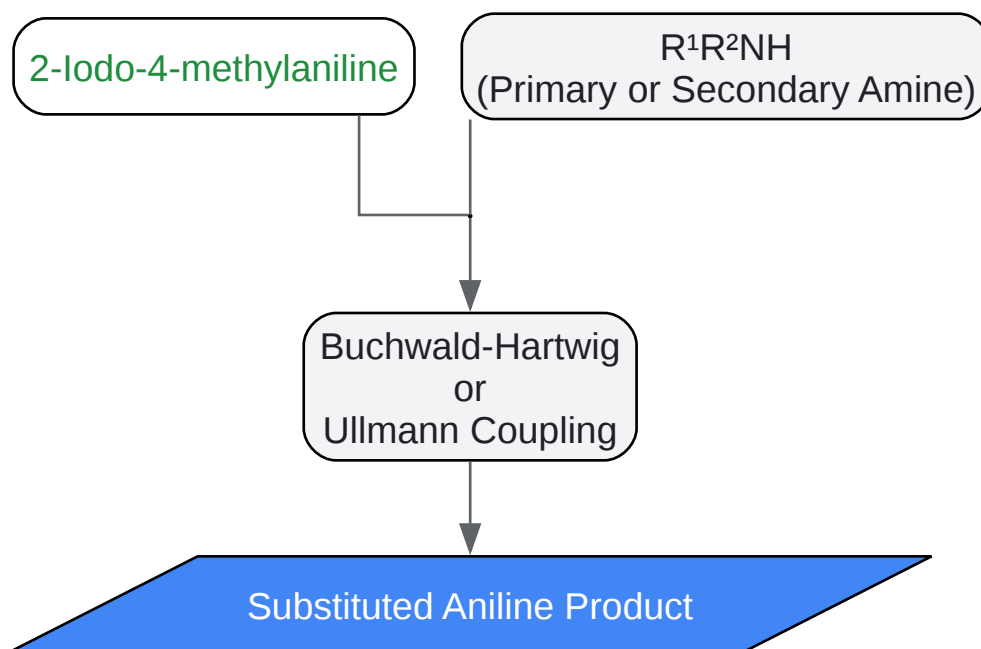 2-Iodo-4-methylaniline
R¹R²NH
(Primary or Secondary Amine)
Buchwald-Hartwig
or
Ullmann Coupling
Substituted Aniline Product